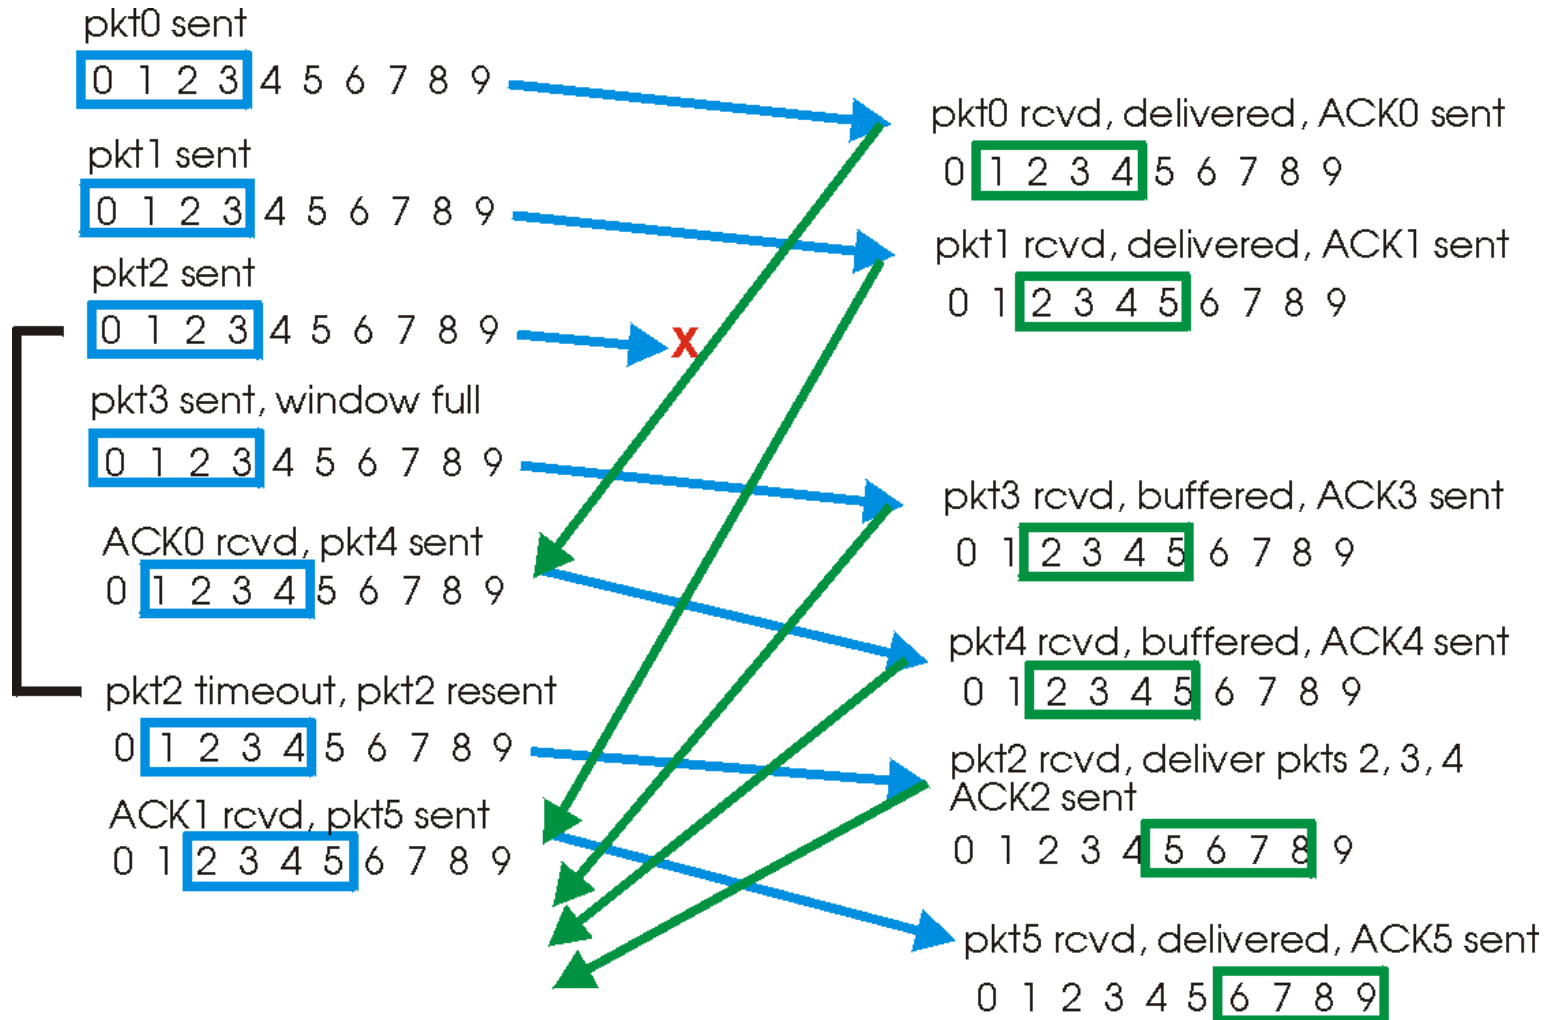 pkt0 sent
0 1 2 3 4 5 6 7 8 9
pkt1 sent
0 1 2 3 4 5 6 7 8 9
pkt2 sent
0 1 2 3 4 5 6 7 8 9
X
pkt3 sent, window full
0 1 2 3 4 5 6 7 8 9
ACK0 rcvd, pkt4 sent
0 1 2 3 4 5 6 7 8 9
pkt2 timeout, pkt2 resent
0 1 2 3 4 5 6 7 8 9
ACK1 rcvd, pkt5 sent
0 1 2 3 4 5 6 7 8 9
pkt0 rcvd, delivered, ACK0 sent
0 1 2 3 4 5 6 7 8 9
pkt1 rcvd, delivered, ACK1 sent
0 1 2 3 4 5 6 7 8 9
pkt3 rcvd, buffered, ACK3 sent
0 1 2 3 4 5 6 7 8 9
pkt4 rcvd, buffered, ACK4 sent
0 1 2 3 4 5 6 7 8 9
pkt2 rcvd, deliver pkts 2, 3, 4
ACK2 sent
0 1 2 3 4 5 6 7 8 9
pkt5 rcvd, delivered, ACK5 sent
0 1 2 3 4 5 6 7 8 9